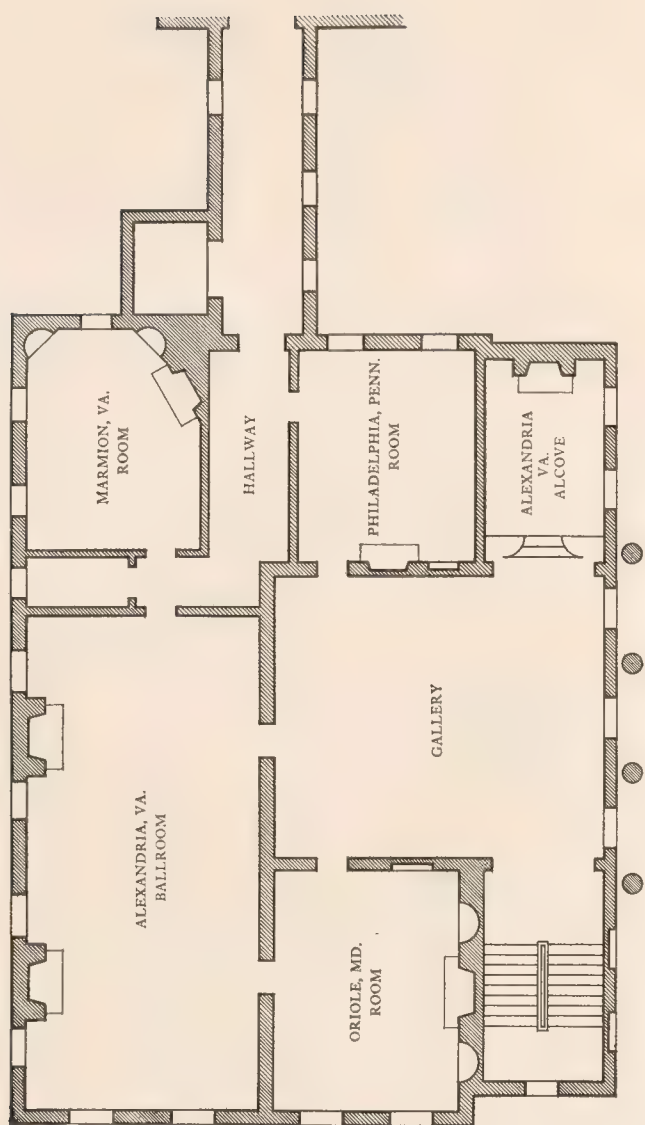 MARMION, VA.
ROOM
HALLWAY
PHILADELPHIA, PENN.
ROOM
ALEXANDRIA
VA.
ALCOVE
GALLERY
ALEXANDRIA, VA.
BALLROOM
ORIOLE, MD.
ROOM